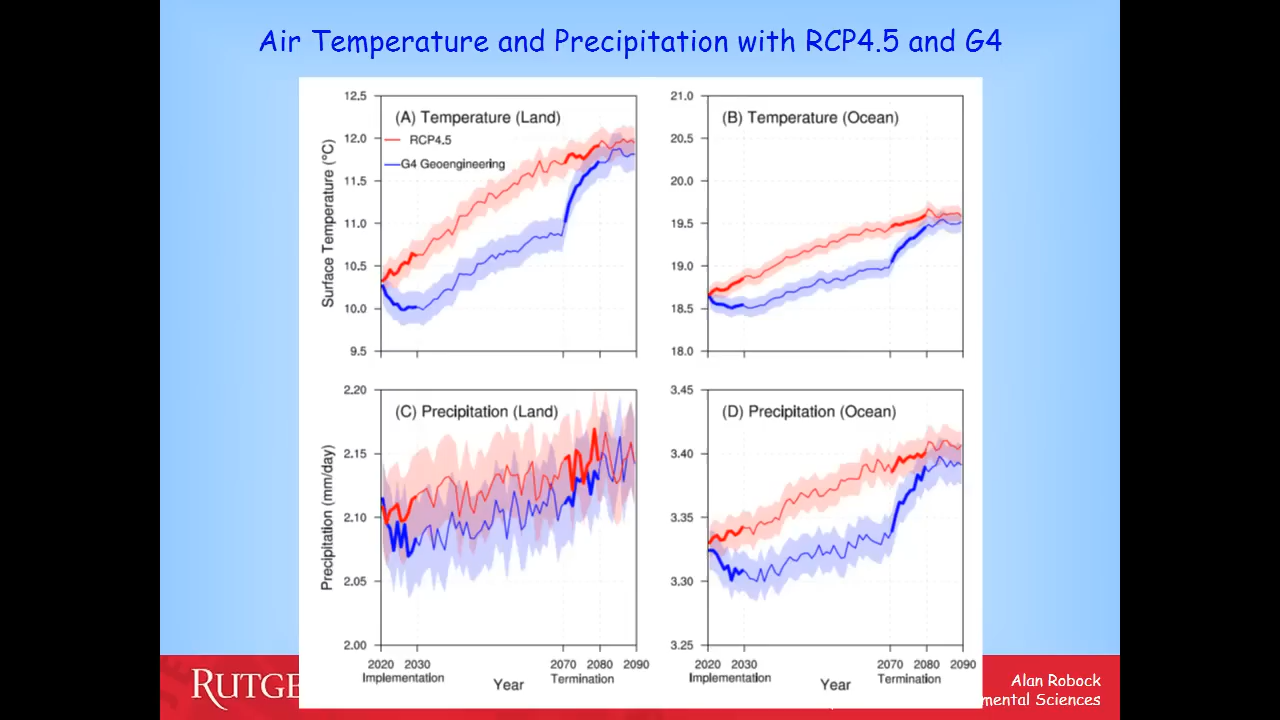 Air Temperature and Precipitation with RCP4.5 and G4
(A) Temperature (Land)
RCP4.5
G4 Geoengineering
Surface Temperature (°C)
12.5
12.0
11.5
11.0
10.5
10.0
9.5
(B) Temperature (Ocean)
21.0
20.5
20.0
19.5
19.0
18.5
18.0
(C) Precipitation (Land)
Precipitation (mm/day)
2.20
2.15
2.10
2.05
2.00
2020 2030 2070 2080 2090
Implementation Termination
Year
(D) Precipitation (Ocean)
3.45
3.40
3.35
3.30
3.25
2020 2030 2070 2080 2090
Implementation Termination
Year
RUTGE
Alan Robock
mental Sciences